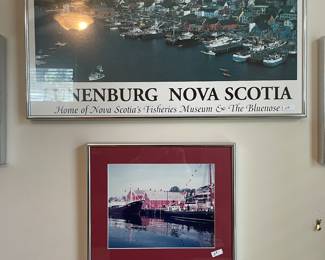 LUNENBURG NOVA SCOTIA
Home of Nova Scotia's Fisheries Museum & The Bluenose